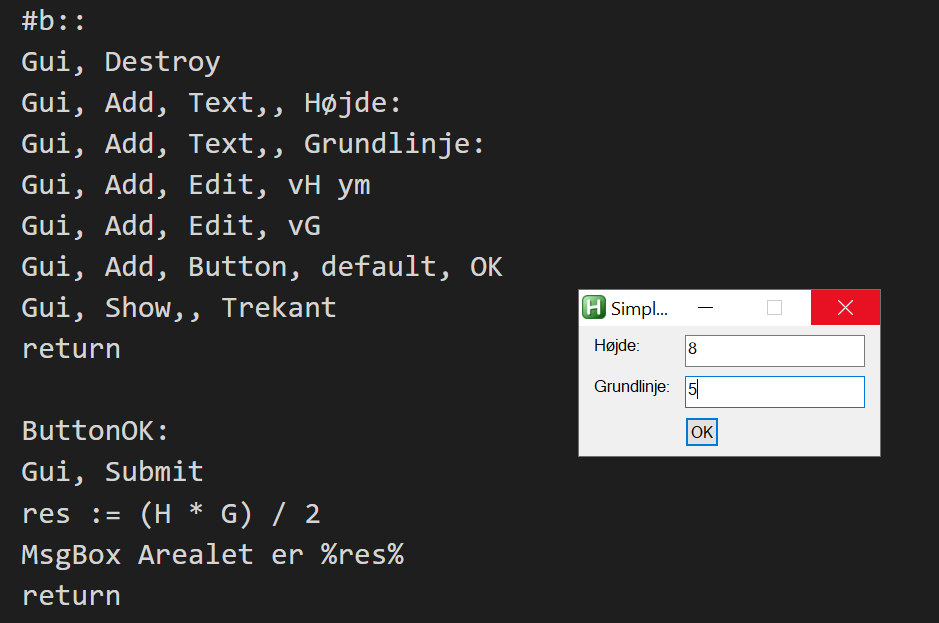 #b::
Gui, Destroy
Gui, Add, Text,, Højde:
Gui, Add, Text,, Grundlinje:
Gui, Add, Edit, vH ym
Gui, Add, Edit, vG
Gui, Add, Button, default, OK
Gui, Show,, Trekant
return
ButtonOK:
Gui, Submit
res := (H * G) / 2
MsgBox Arealet er %res%
return
H Simpl...
Højde: 8
Grundlinje: 5
OK